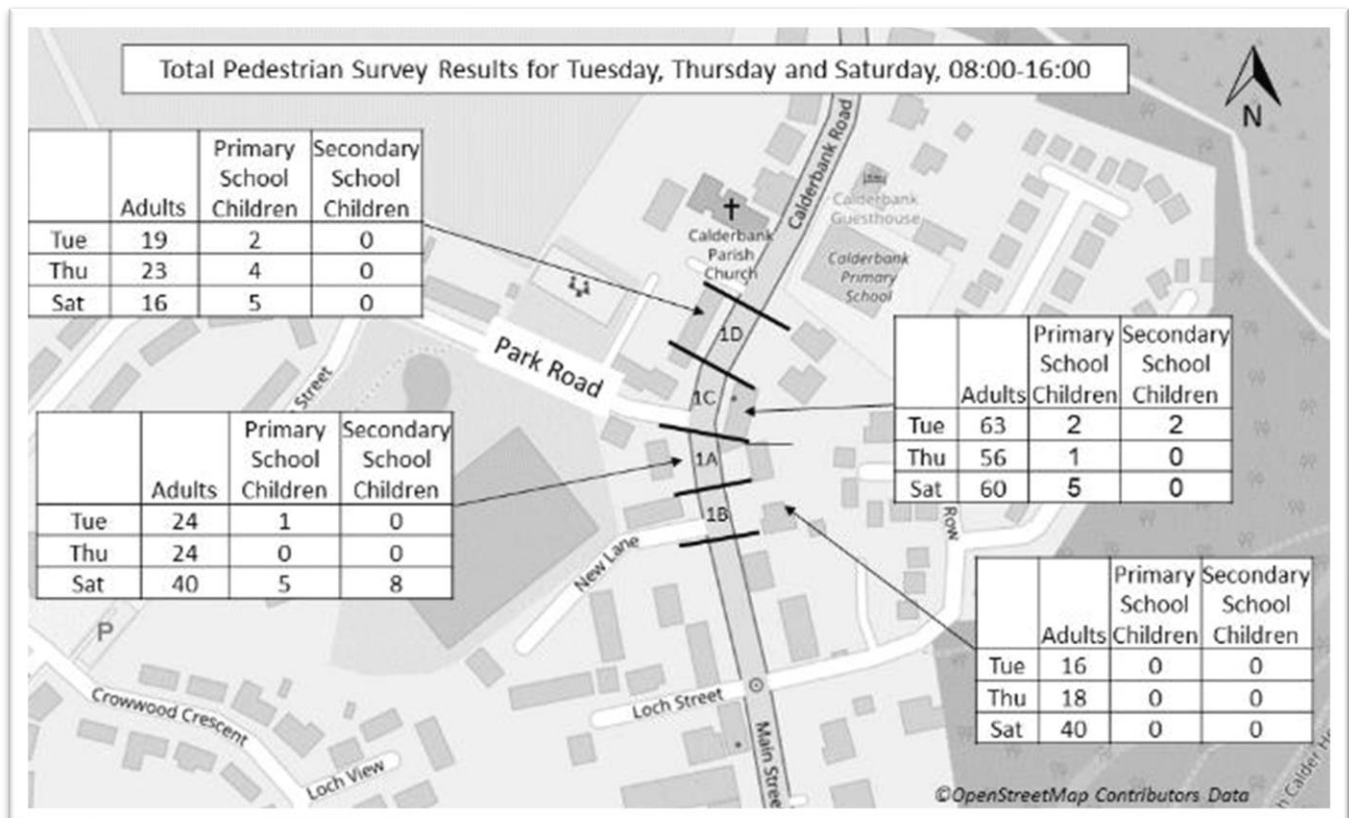 Total Pedestrian Survey Results for Tuesday, Thursday and Saturday, 08:00-16:00
N
Adults Primary School Children Secondary School Children
Tue 19 2 0
Thu 23 4 0
Sat 16 5 0
Calderbank Road
Calderbank Parish Church
Calderbank Guesthouse
Calderbank Primary School
1D
Park Road
1C
Street
Adults Primary School Children Secondary School Children
Tue 63 2 2
Thu 56 1 0
Sat 60 5 0
1A
Adults Primary School Children Secondary School Children
Tue 24 1 0
Thu 24 0 0
Sat 40 5 8
1B
Row
New Lane
Adults Primary School Children Secondary School Children
Tue 16 0 0
Thu 18 0 0
Sat 40 0 0
P
Crowwood Crescent
Loch Street
Main Stree
Loch View
h Calder
©OpenStreetMap Contributors Data